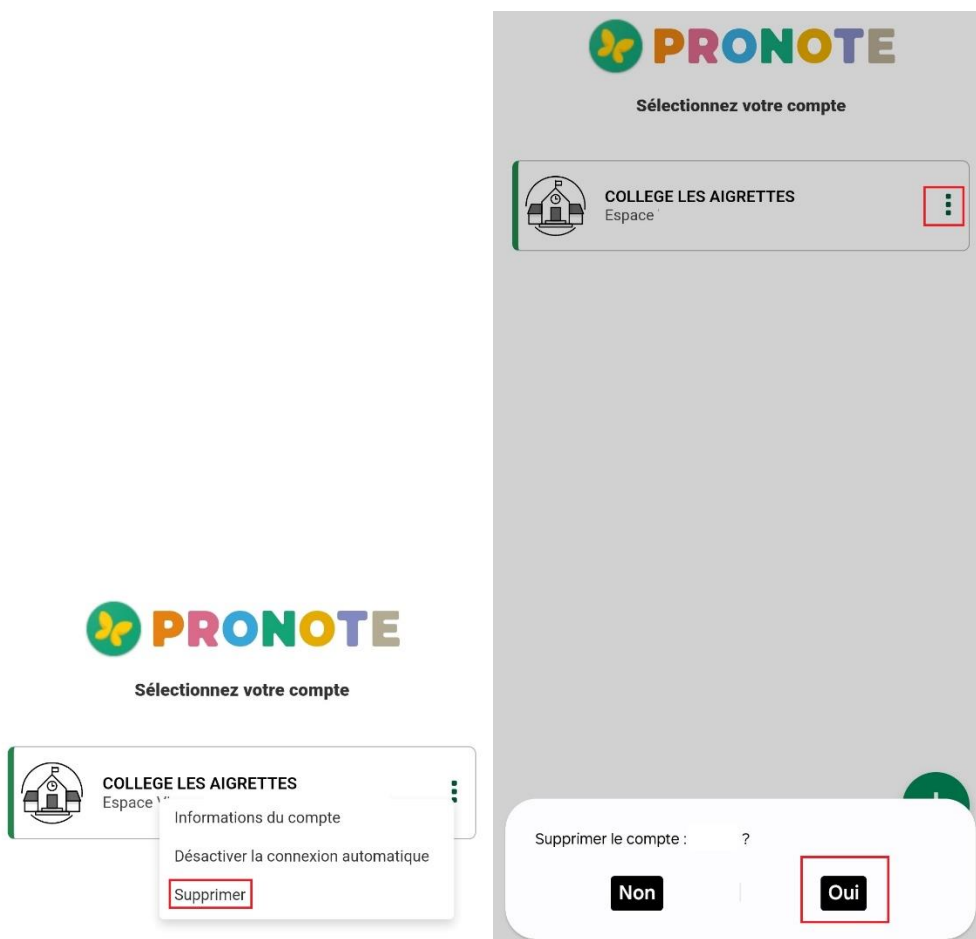 PRONOTE
Sélectionnez votre compte
COLLEGE LES AIGRETTES
Espace
Informations du compte
Désactiver la connexion automatique
Supprimer
PRONOTE
Sélectionnez votre compte
COLLEGE LES AIGRETTES
Espace
Supprimer le compte : ?
Non Oui